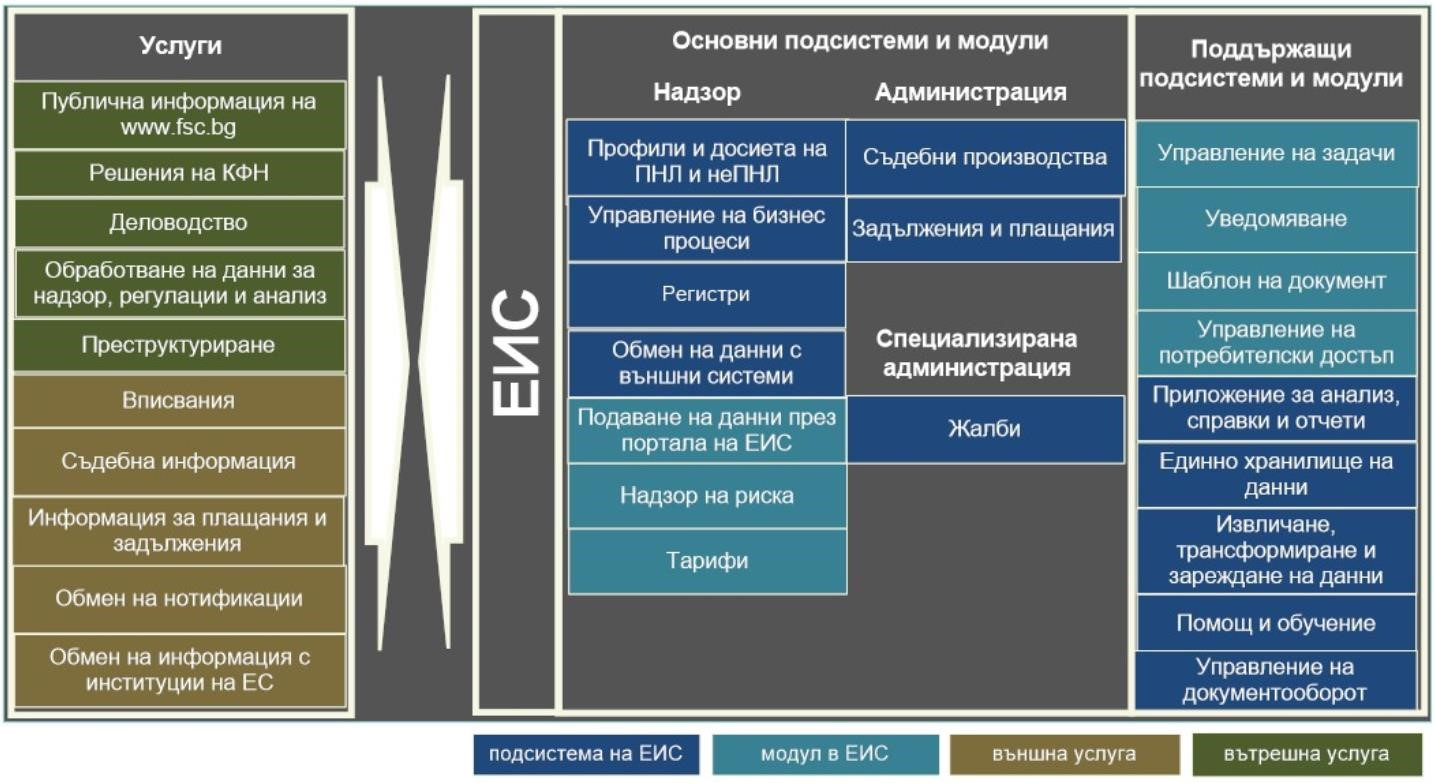 Услуги
Публична информация на
www.fsc.bg
Решения на КФН
Деловодство
Обработване на данни за
надзор, регулации и анализ
Преструктуриране
Вписвания
Съдебна информация
Информация за плащания и
задължения
Обмен на нотификации
Обмен на информация с
институции на ЕС
ЕИС
Основни подсистеми и модули
Надзор
Профили и досиета на
ПНЛ и неПНЛ
Управление на бизнес
процеси
Регистри
Обмен на данни с
външни системи
Подаване на данни през
портала на ЕИС
Надзор на риска
Тарифи
Администрация
Съдебни производства
Задължения и плащания
Специализирана
администрация
Жалби
Поддържащи
подсистеми и модули
Управление на задачи
Уведомяване
Шаблон на документ
Управление на
потребителски достъп
Приложение за анализ,
справки и отчети
Единно хранилище на
данни
Извличане,
трансформиране и
зареждане на данни
Помощ и обучение
Управление на
документооборот
подсистема на ЕИС
модул в ЕИС
външна услуга
вътрешна услуга